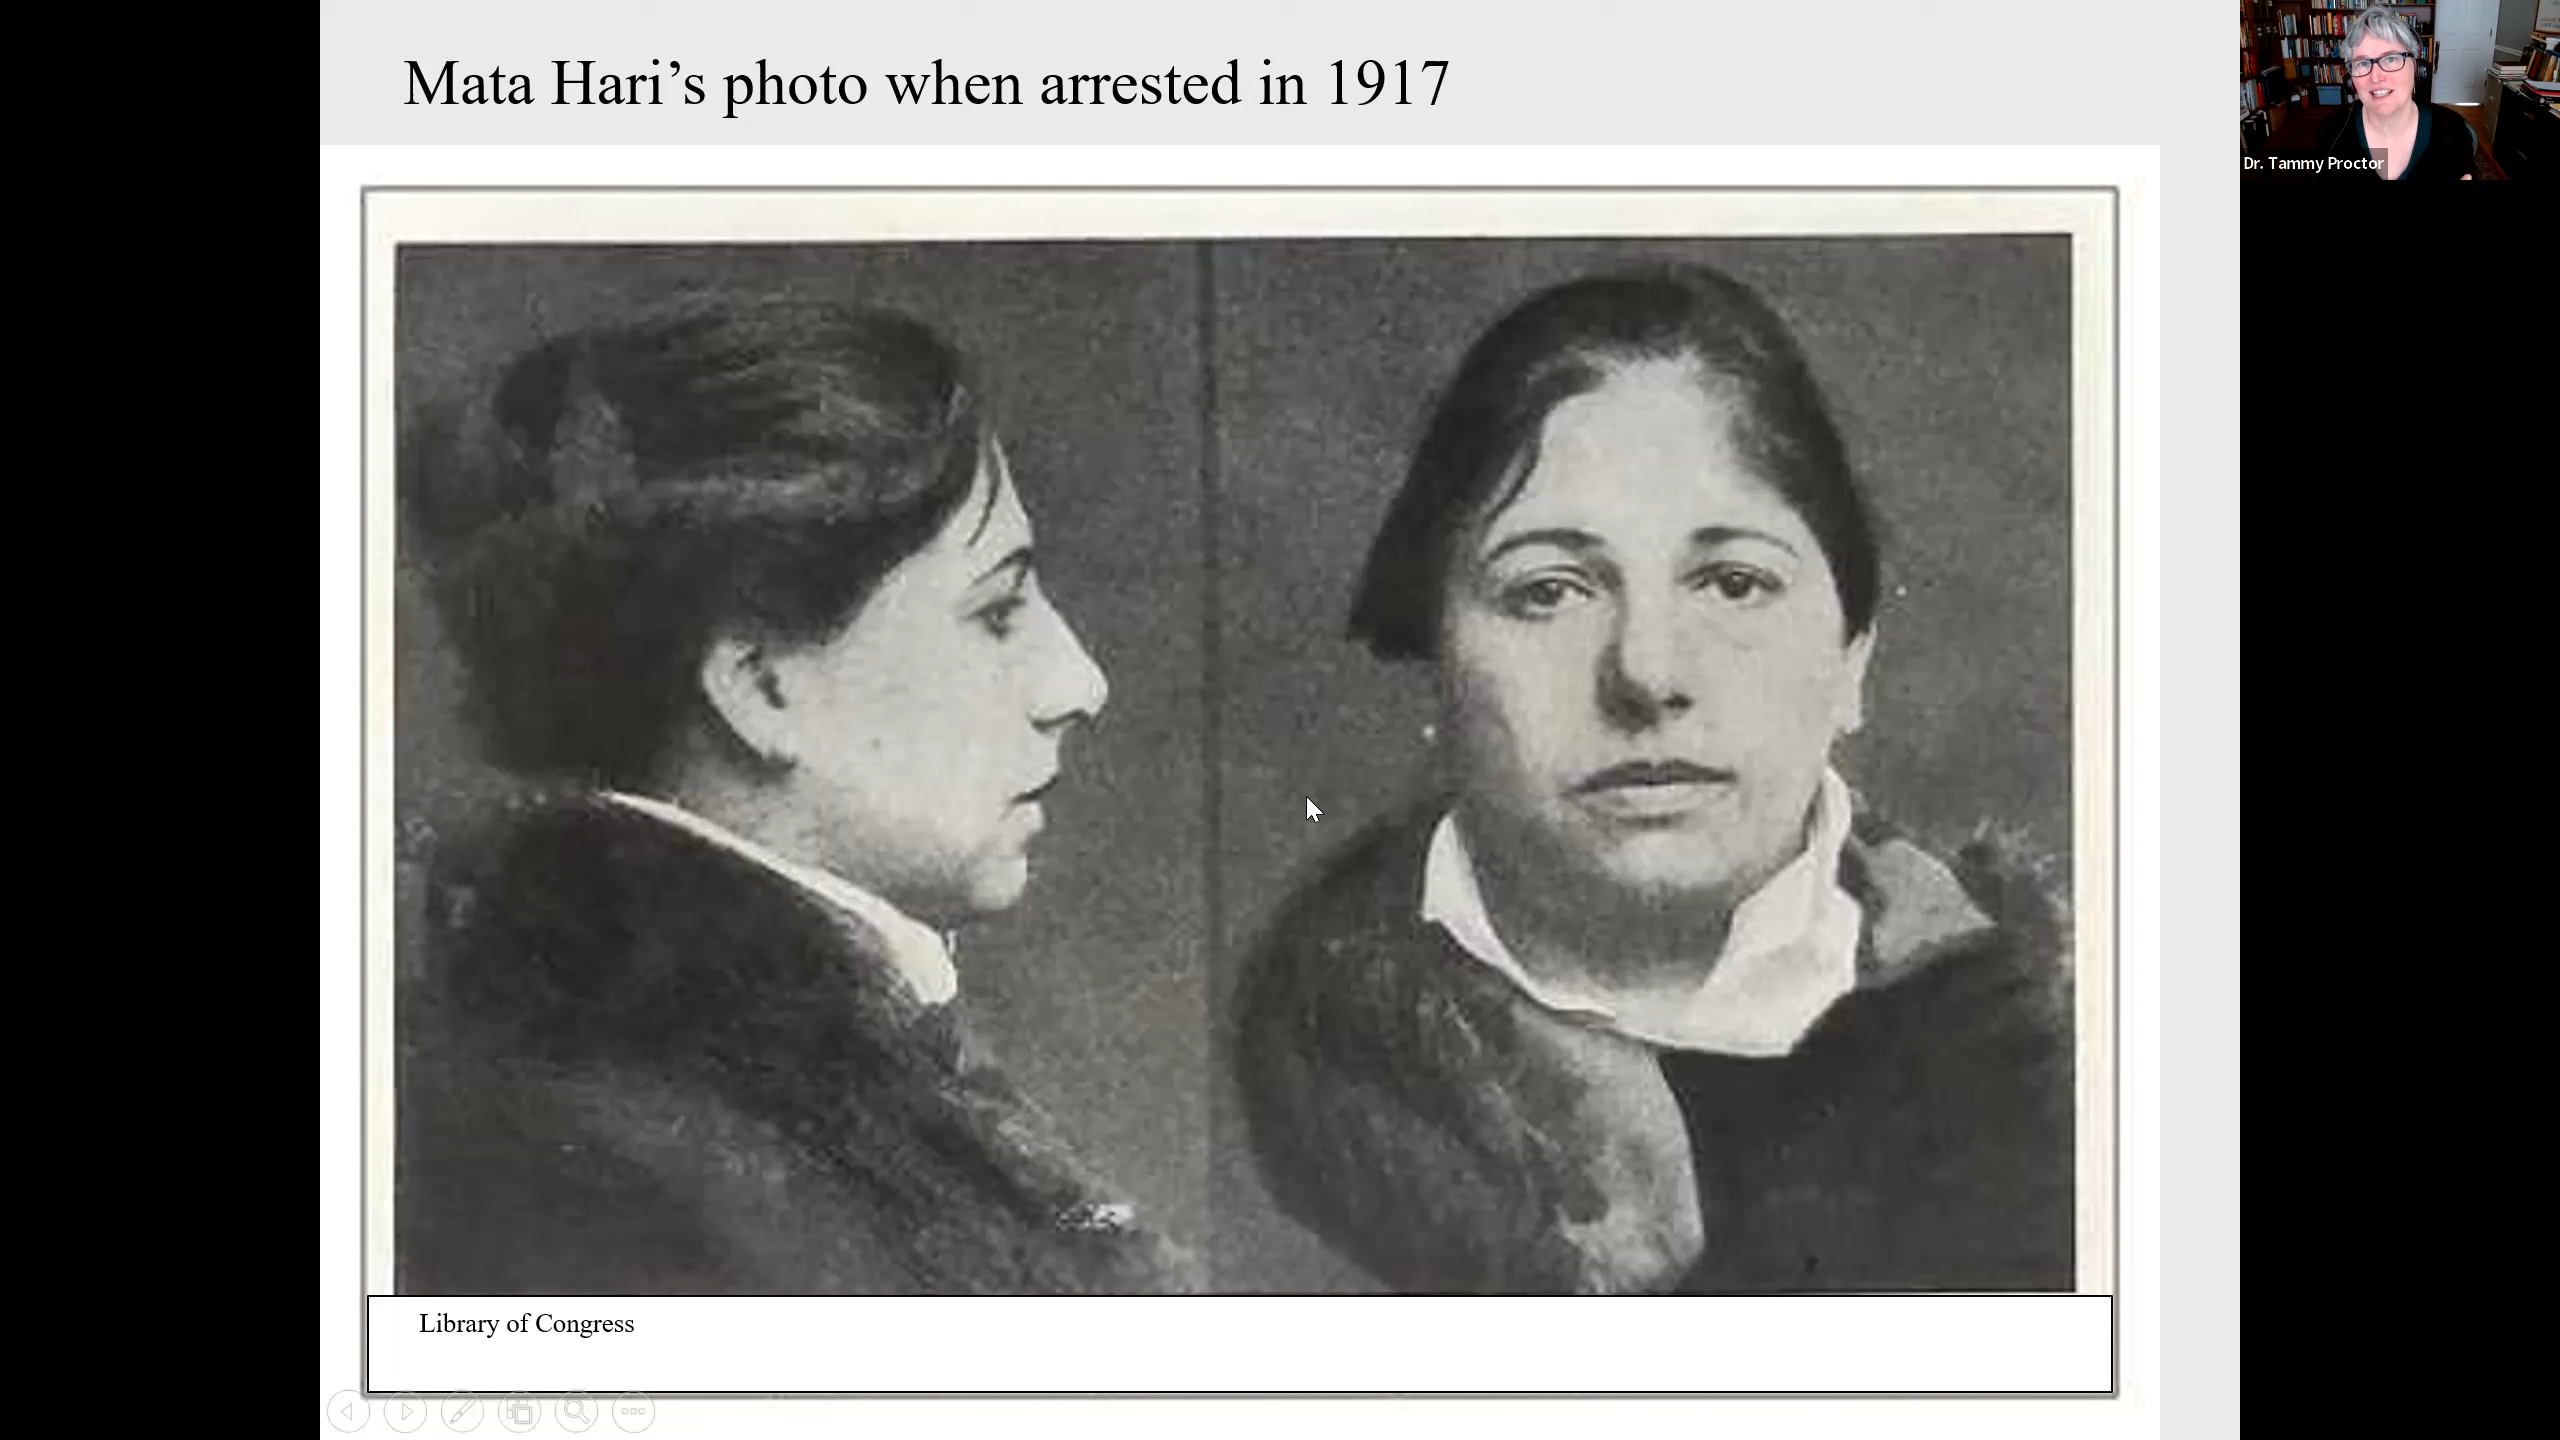 Mata Hari’s photo when arrested in 1917
Dr. Tammy Proctor
Library of Congress